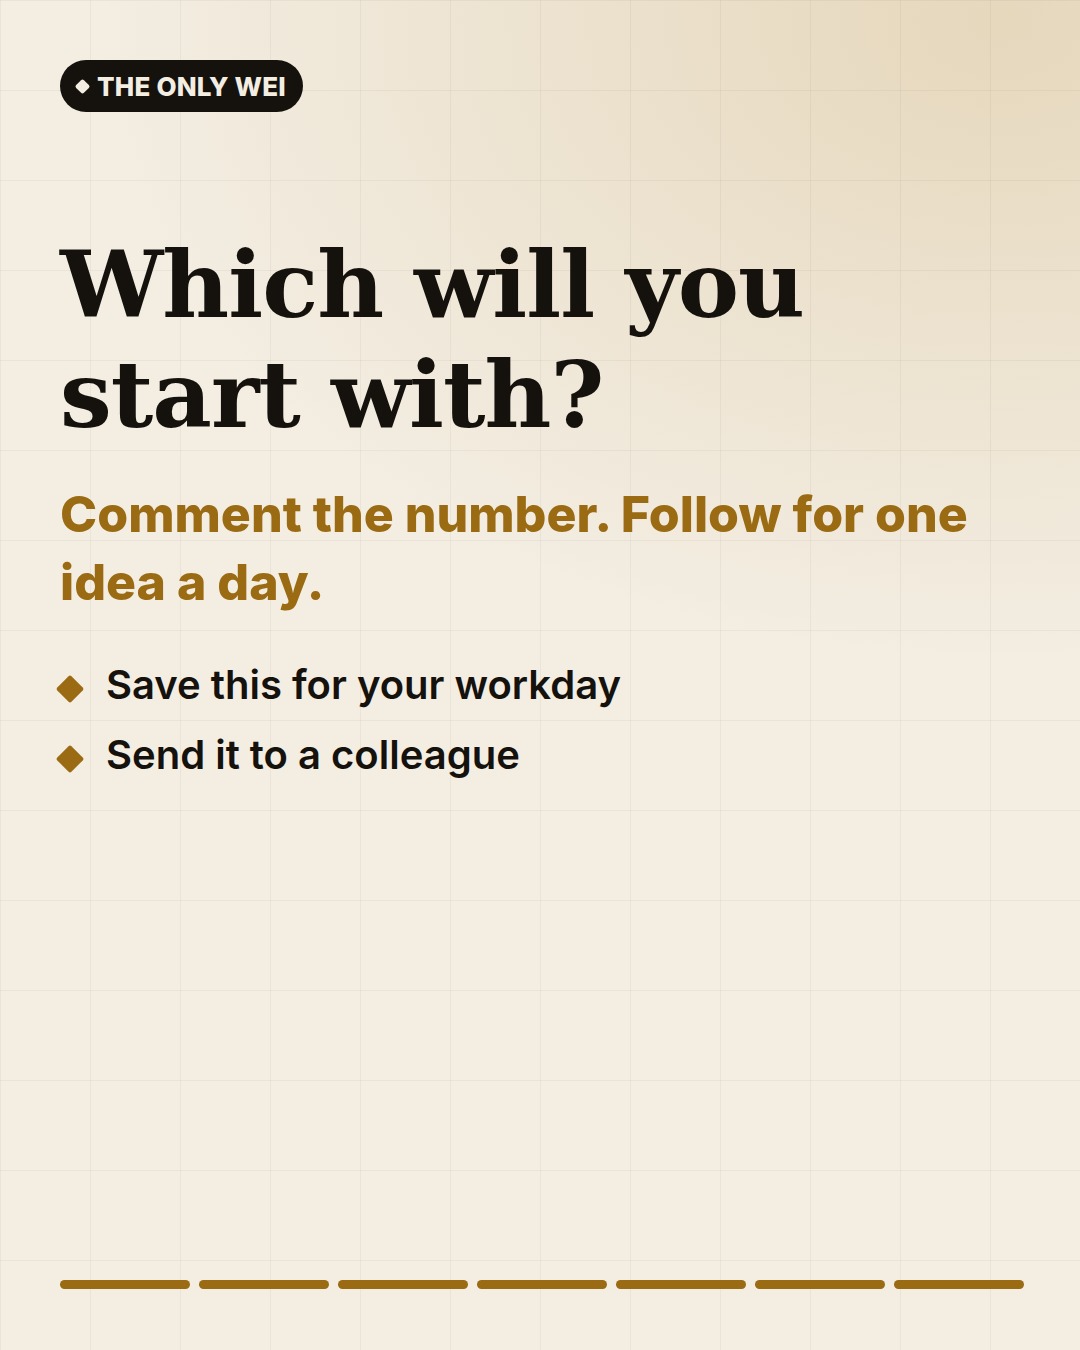 THE ONLY WEI
Which will you
start with?
Comment the number. Follow for one
idea a day.
Save this for your workday
Send it to a colleague